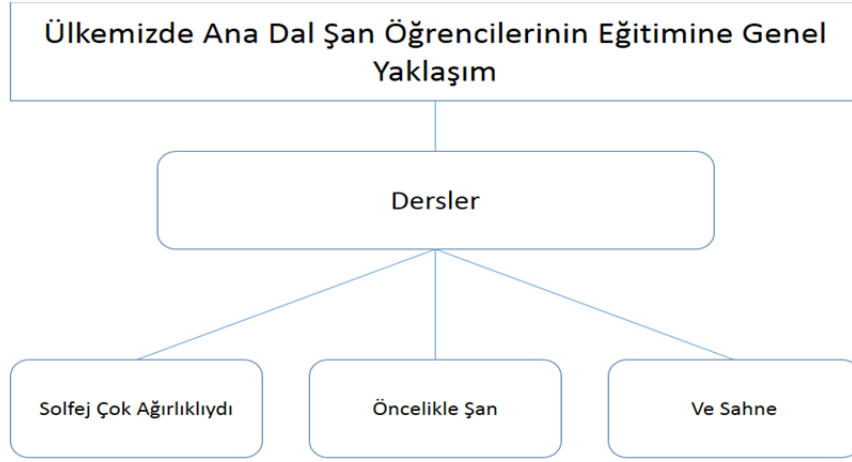 Ülkemizde Ana Dal Şan Öğrencilerinin Eğitimine Genel
Yaklaşım
Dersler
Solfej Çok Ağırlıklıydı
Öncelikle Şan
Ve Sahne